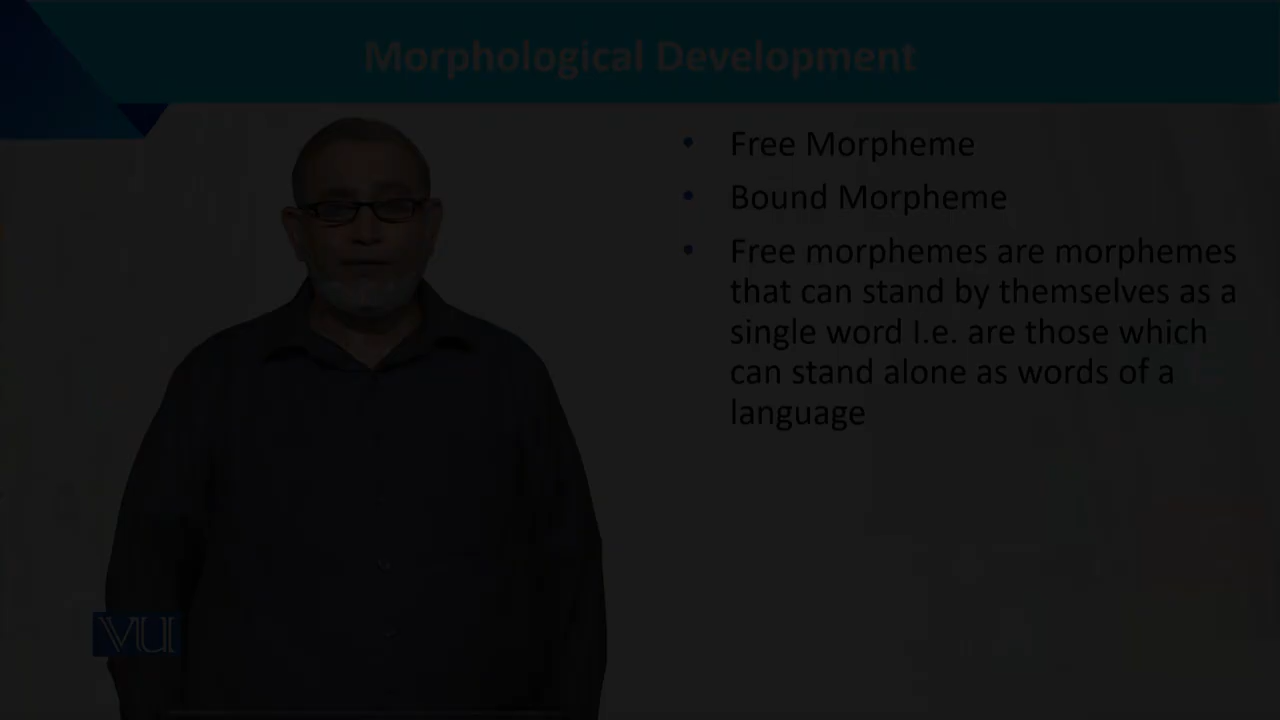 Morphological Development
• Free Morpheme
• Bound Morpheme
• Free morphemes are morphemes
that can stand by themselves as a
single word I.e. are those which
can stand alone as words of a
language
VU